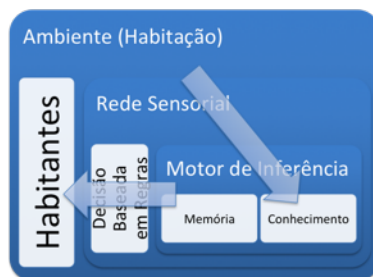 Ambiente (Habitação)
Habitantes
Rede Sensorial
Decisão
Baseada
em Regras
Motor de Inferência
Memória
Conhecimento